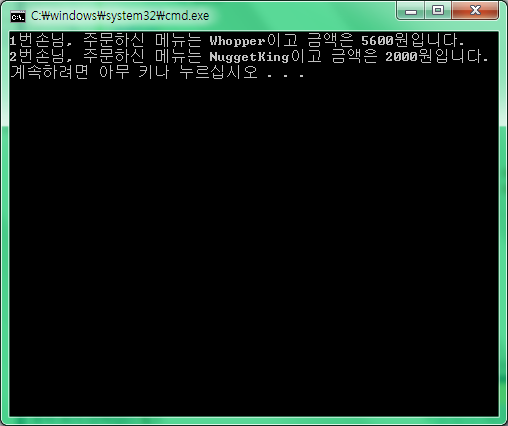 C:\windows\system32\cmd.exe
1번손님, 주문하신 메뉴는 Whopper이고 금액은 5600원입니다.
2번손님, 주문하신 메뉴는 NuggetKing이고 금액은 2000원입니다.
계속하려면 아무 키나 누르십시오 . . .